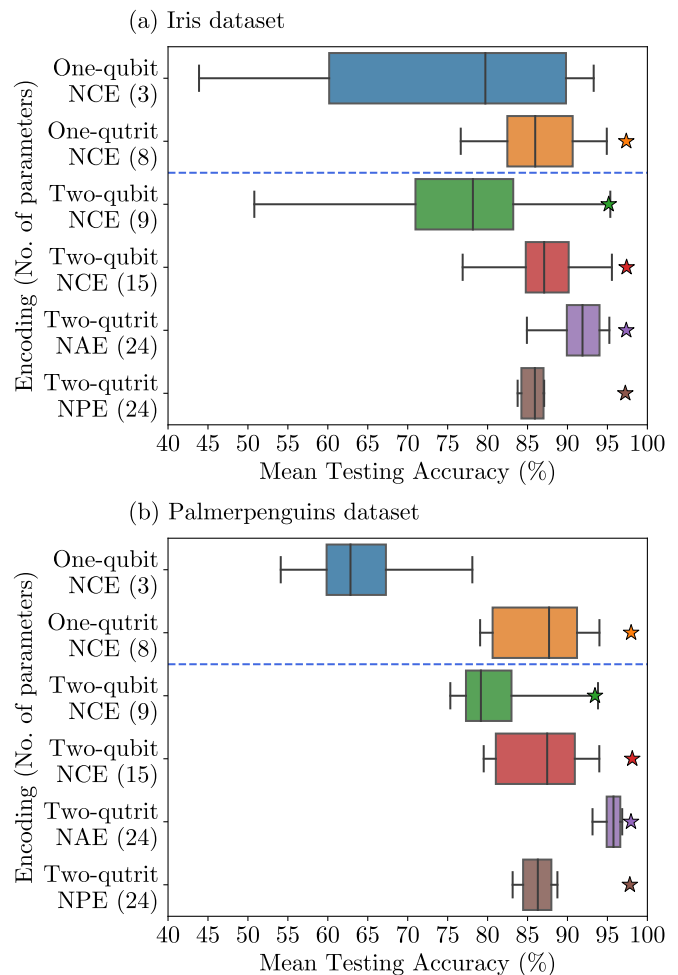 (a) Iris dataset
Encoding (No. of parameters)
One-qubit
NCE (3)
One-qutrit
NCE (8)
Two-qubit
NCE (9)
Two-qubit
NCE (15)
Two-qutrit
NAE (24)
Two-qutrit
NPE (24)
40 45 50 55 60 65 70 75 80 85 90 95 100
Mean Testing Accuracy (%)
(b) Palmerpenguins dataset
Encoding (No. of parameters)
One-qubit
NCE (3)
One-qutrit
NCE (8)
Two-qubit
NCE (9)
Two-qubit
NCE (15)
Two-qutrit
NAE (24)
Two-qutrit
NPE (24)
40 45 50 55 60 65 70 75 80 85 90 95 100
Mean Testing Accuracy (%)